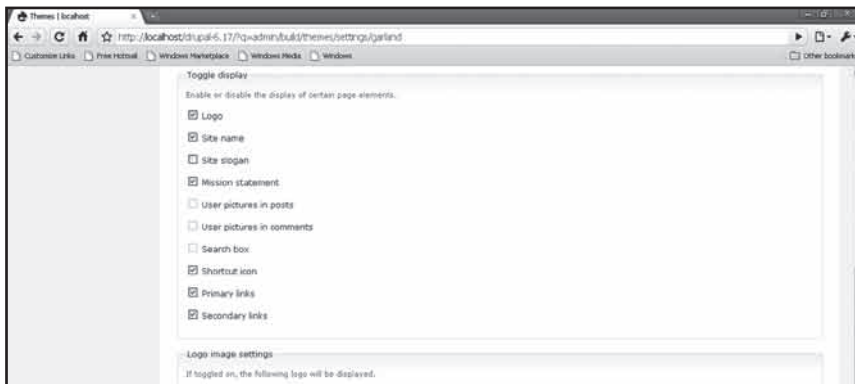 Themes | localhost
http://localhost/drupal-6.17/?q=admin/build/themes/settings/garland
Customize Links Free Hotmail Windows Marketplace Windows Media Windows
Other bookmark
Toggle display
Enable or disable the display of certain page elements.
Logo
Site name
Site slogan
Mission statement
User pictures in posts
User pictures in comments
Search box
Shortcut icon
Primary links
Secondary links
Logo image settings
If toggled on, the following logo will be displayed.